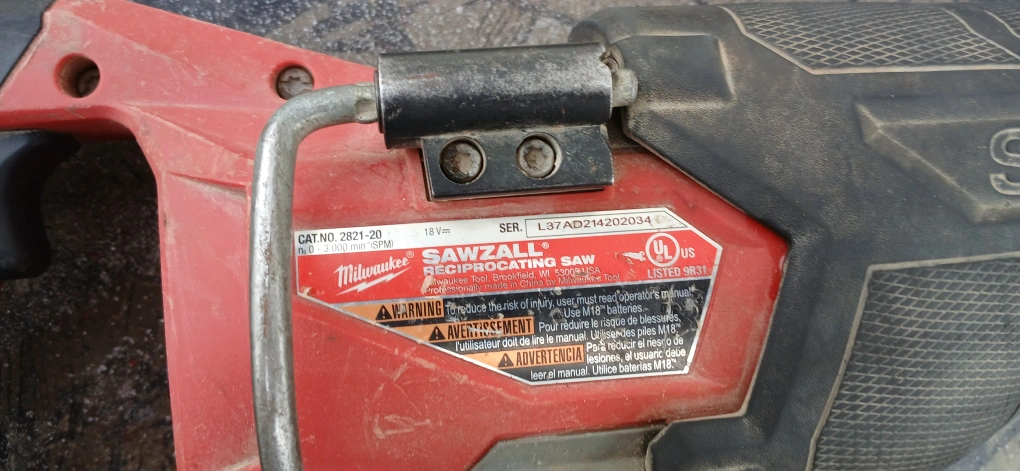 CAT.NO. 2821-20 18 V⎓ SER. L37AD214202034
n₀ 0 - 3 000 min⁻¹(SPM)
Milwaukee®
SAWZALL®
RECIPROCATING SAW
UL® US
LISTED 9R31
Milwaukee Tool, Brookfield, WI 53005 USA
Professionally made in China by Milwaukee Tool
WARNING To reduce the risk of injury, user must read operator's manual.
Use M18™ batteries.
AVERTISSEMENT Pour réduire le risque de blessures,
l'utilisateur doit de lire le manual. Utiliser des piles M18™.
ADVERTENCIA Para reducir el riesgo de
lesiones, el usuario debe
leer el manual. Utilice baterías M18™.
S